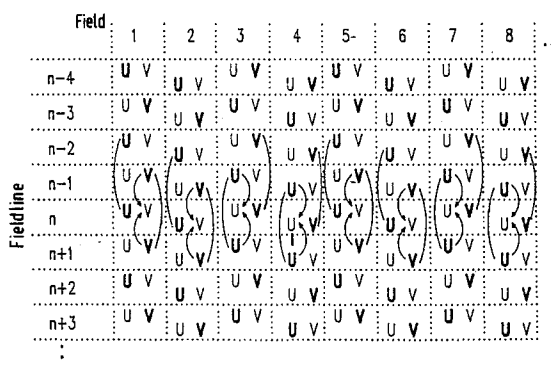 Field
1 2 3 4 5- 6 7 8
Fieldline
n-4 U V U V U V U V U V U V U V U V
n-3 U V U V U V U V U V U V U V U V
n-2 U V U V U V U V U V U V U V U V
n-1 U V U V U V U V U V U V U V U V
n U V U V U V U V U V U V U V U V
n+1 U V U V U V U V U V U V U V U V
n+2 U V U V U V U V U V U V U V U V
n+3 U V U V U V U V U V U V U V U V